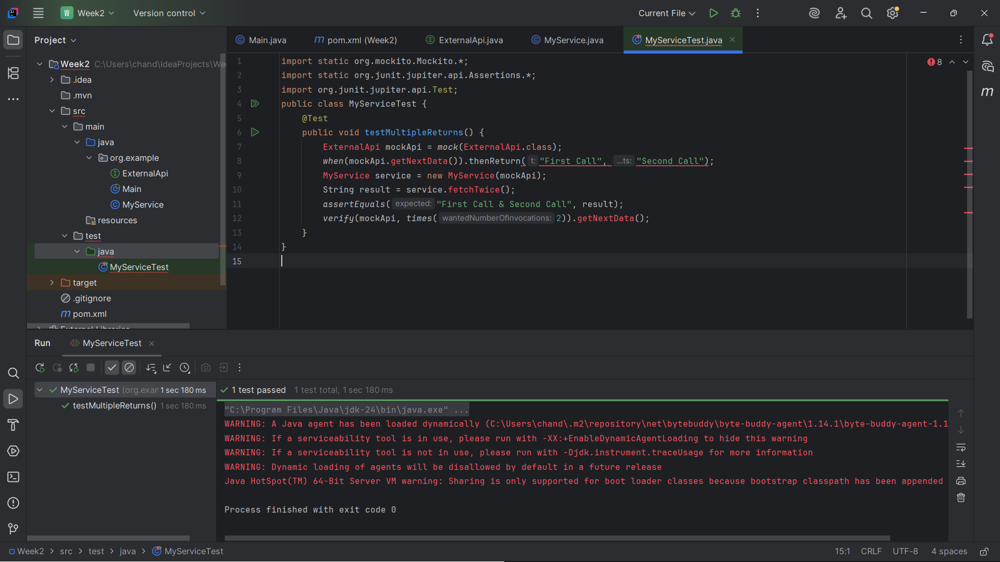 W Week2 Version control Current File
Project
Main.java m pom.xml (Week2) ExternalApi.java MyService.java MyServiceTest.java
Week2 C:\Users\chand\IdeaProjects\We
.idea
.mvn
src
main
java
org.example
ExternalApi
Main
MyService
resources
test
java
MyServiceTest
target
.gitignore
m pom.xml
External Libraries
8
m
1 import static org.mockito.Mockito.*;
2 import static org.junit.jupiter.api.Assertions.*;
3 import org.junit.jupiter.api.Test;
4 public class MyServiceTest {
5 @Test
6 public void testMultipleReturns() {
7 ExternalApi mockApi = mock(ExternalApi.class);
8 when(mockApi.getNextData()).thenReturn( t: "First Call", ...ts: "Second Call");
9 MyService service = new MyService(mockApi);
10 String result = service.fetchTwice();
11 assertEquals( expected: "First Call & Second Call", result);
12 verify(mockApi, times( wantedNumberOfInvocations: 2)).getNextData();
13 }
14 }
15
Run MyServiceTest
MyServiceTest (org.exam 1 sec 180 ms
testMultipleReturns() 1 sec 180 ms
1 test passed 1 test total, 1 sec 180 ms
"C:\Program Files\Java\jdk-24\bin\java.exe" ...
WARNING: A Java agent has been loaded dynamically (C:\Users\chand\.m2\repository\net\bytebuddy\byte-buddy-agent\1.14.1\byte-buddy-agent-1.1
WARNING: If a serviceability tool is in use, please run with -XX:+EnableDynamicAgentLoading to hide this warning
WARNING: If a serviceability tool is not in use, please run with -Djdk.instrument.traceUsage for more information
WARNING: Dynamic loading of agents will be disallowed by default in a future release
Java HotSpot(TM) 64-Bit Server VM warning: Sharing is only supported for boot loader classes because bootstrap classpath has been appended
Process finished with exit code 0
Week2 > src > test > java > MyServiceTest 15:1 CRLF UTF-8 4 spaces